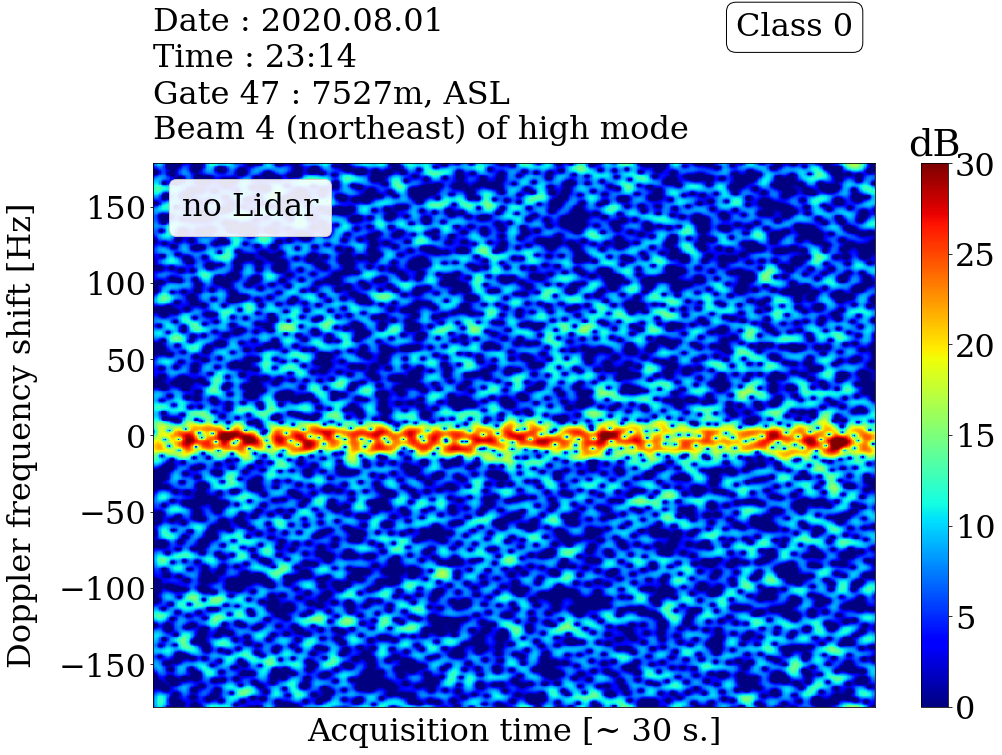 Date : 2020.08.01
Time : 23:14
Gate 47 : 7527m, ASL
Beam 4 (northeast) of high mode
Class 0
no Lidar
dB
30
25
20
15
10
5
0
Doppler frequency shift [Hz]
150
100
50
0
−50
−100
−150
Acquisition time [~ 30 s.]